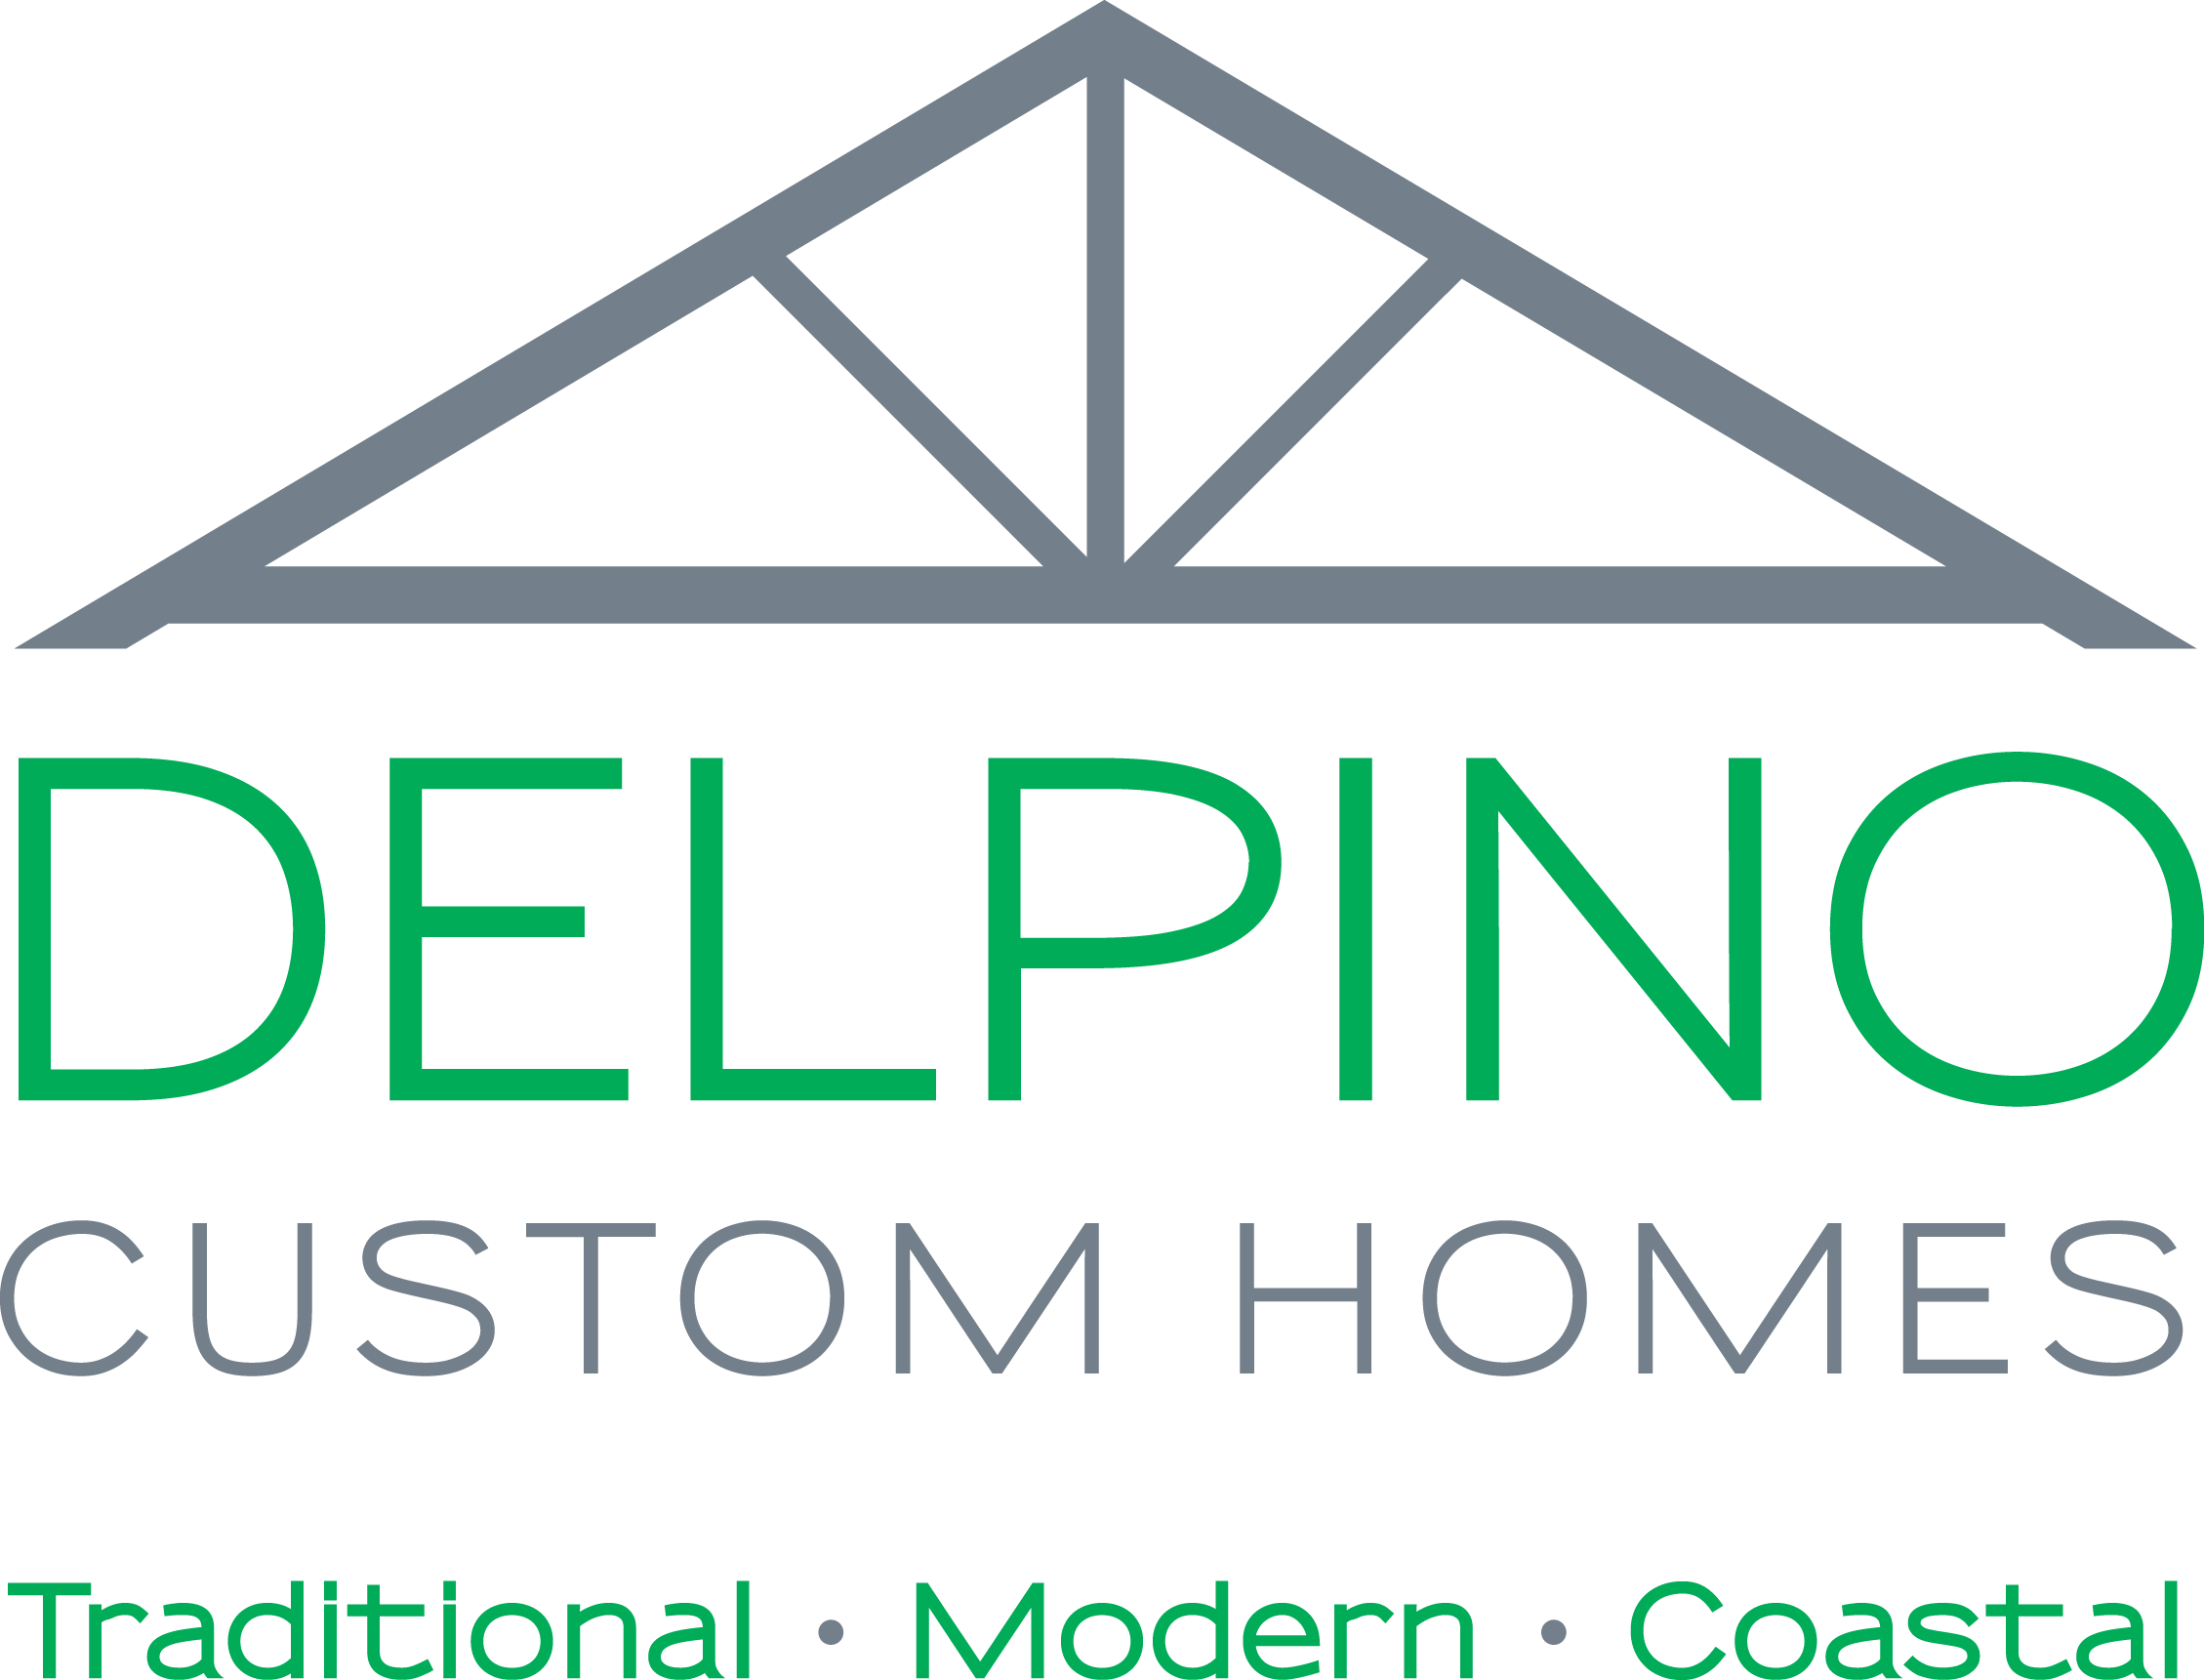 DELPINO
CUSTOM HOMES
Traditional • Modern • Coastal